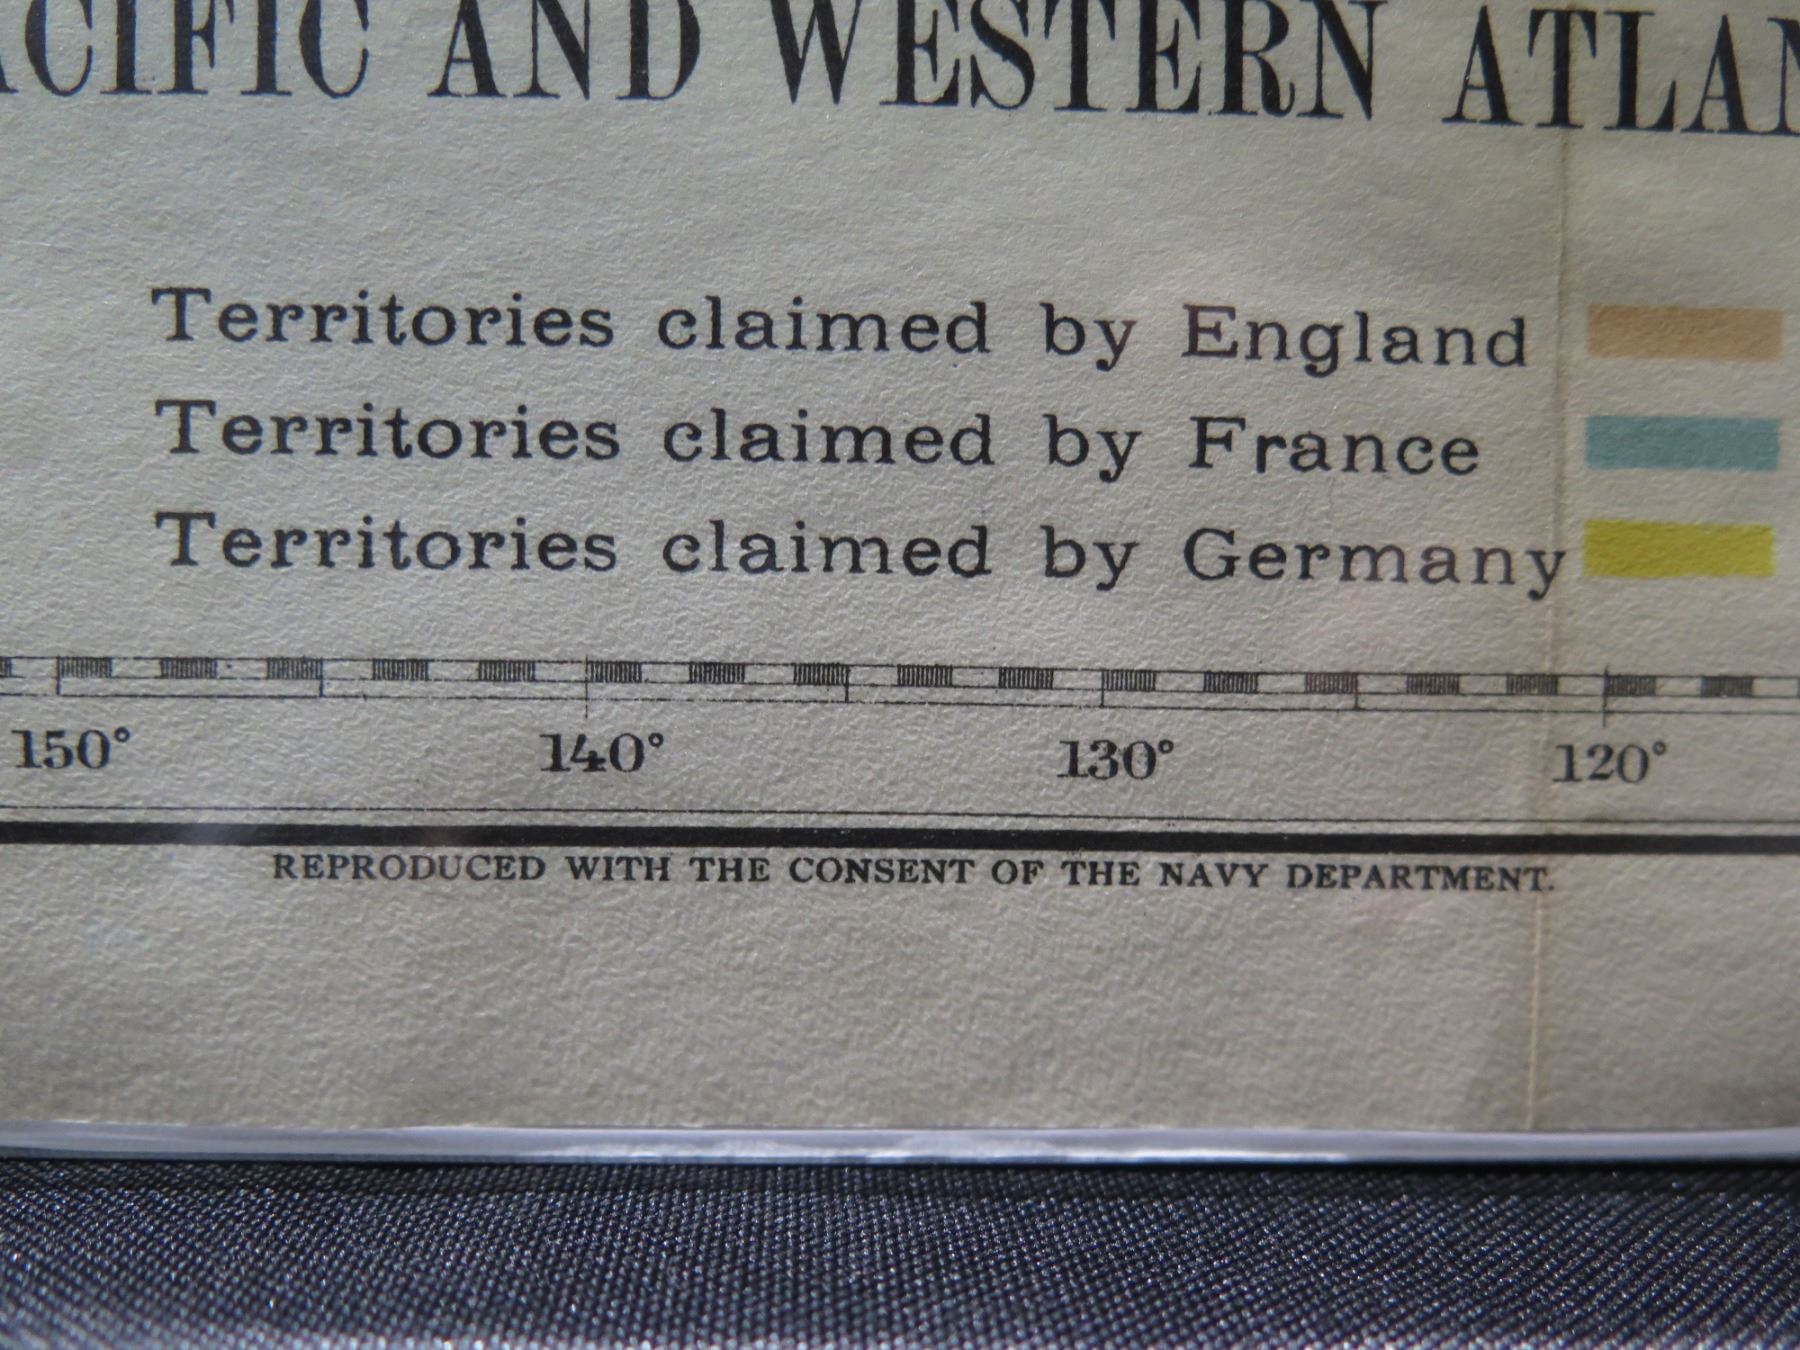 ACIFIC AND WESTERN ATLAN
Territories claimed by England
Territories claimed by France
Territories claimed by Germany
150° 140° 130° 120°
REPRODUCED WITH THE CONSENT OF THE NAVY DEPARTMENT.